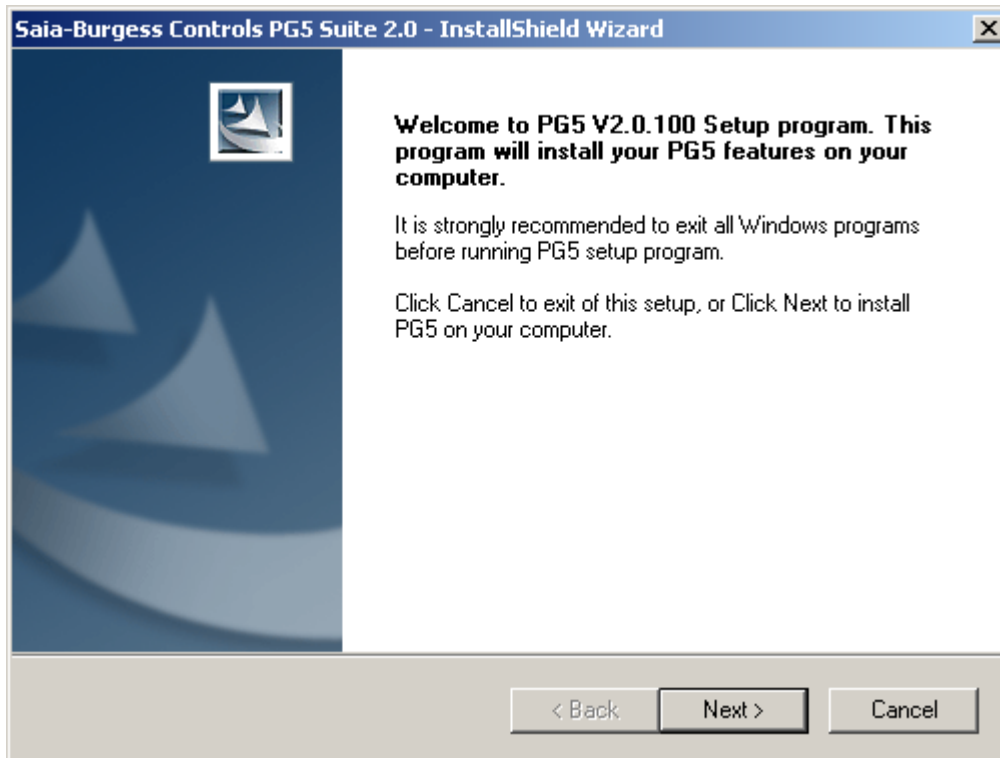 Saia-Burgess Controls PG5 Suite 2.0 - InstallShield Wizard
Welcome to PG5 V2.0.100 Setup program. This
program will install your PG5 features on your
computer.
It is strongly recommended to exit all Windows programs
before running PG5 setup program.
Click Cancel to exit of this setup, or Click Next to install
PG5 on your computer.
< Back
Next >
Cancel